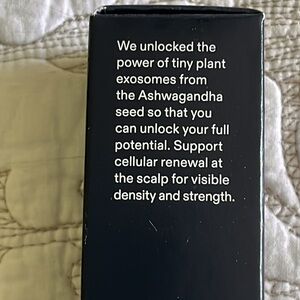 We unlocked the
power of tiny plant
exosomes from
the Ashwagandha
seed so that you
can unlock your full
potential. Support
cellular renewal at
the scalp for visible
density and strength.